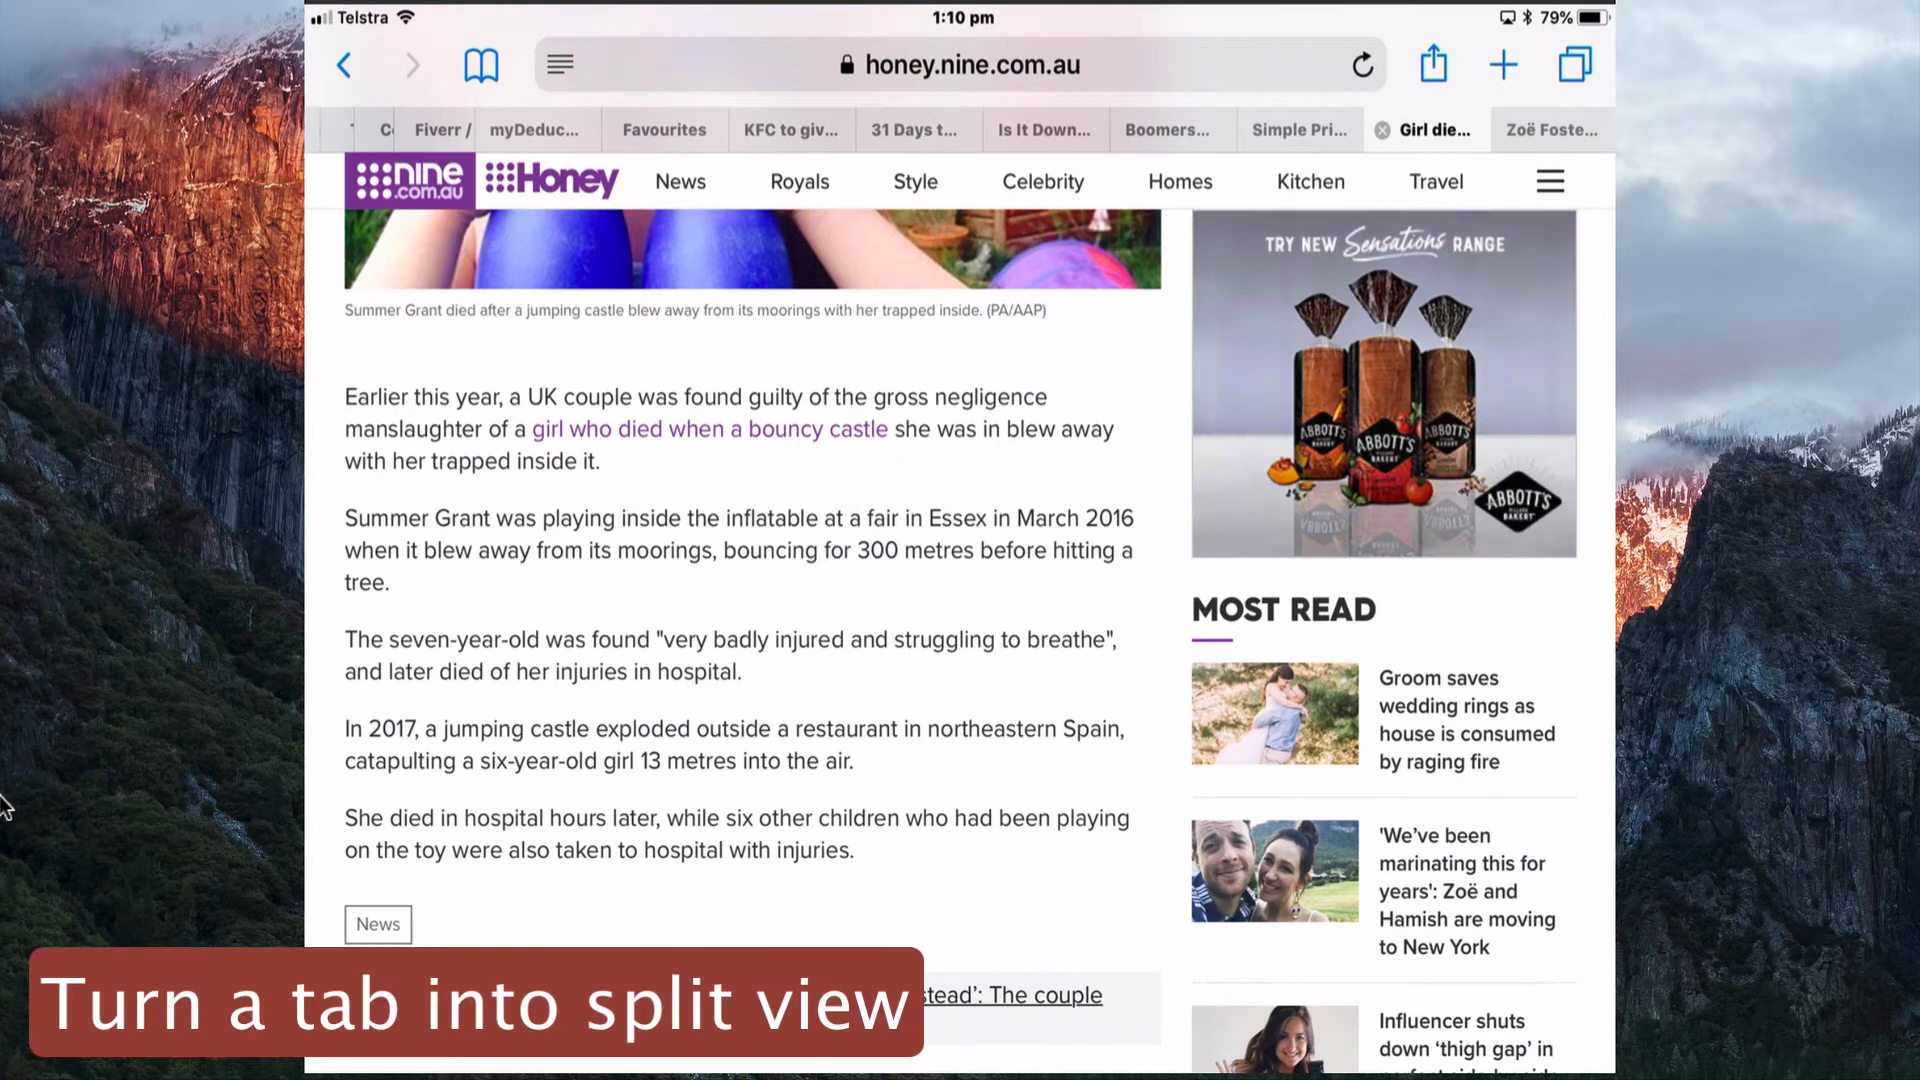 Telstra
1:10 pm
79%
honey.nine.com.au
Fiverr /
myDeduc...
Favourites
KFC to giv...
31 Days t...
Is It Down...
Boomers...
Simple Pri...
Girl die...
Zoë Foste...
nine
.com.au
Honey
News
Royals
Style
Celebrity
Homes
Kitchen
Travel
Summer Grant died after a jumping castle blew away from its moorings with her trapped inside. (PA/AAP)
Earlier this year, a UK couple was found guilty of the gross negligence
manslaughter of a girl who died when a bouncy castle she was in blew away
with her trapped inside it.
Summer Grant was playing inside the inflatable at a fair in Essex in March 2016
when it blew away from its moorings, bouncing for 300 metres before hitting a
tree.
The seven-year-old was found "very badly injured and struggling to breathe",
and later died of her injuries in hospital.
In 2017, a jumping castle exploded outside a restaurant in northeastern Spain,
catapulting a six-year-old girl 13 metres into the air.
She died in hospital hours later, while six other children who had been playing
on the toy were also taken to hospital with injuries.
News
stead’: The couple
Turn a tab into split view
TRY NEW Sensations RANGE
ABBOTT'S
ABBOTT'S
ABBOTT'S
ABBOTT'S
VILLAGE
BAKERY
MOST READ
Groom saves
wedding rings as
house is consumed
by raging fire
'We’ve been
marinating this for
years': Zoë and
Hamish are moving
to New York
Influencer shuts
down ‘thigh gap’ in